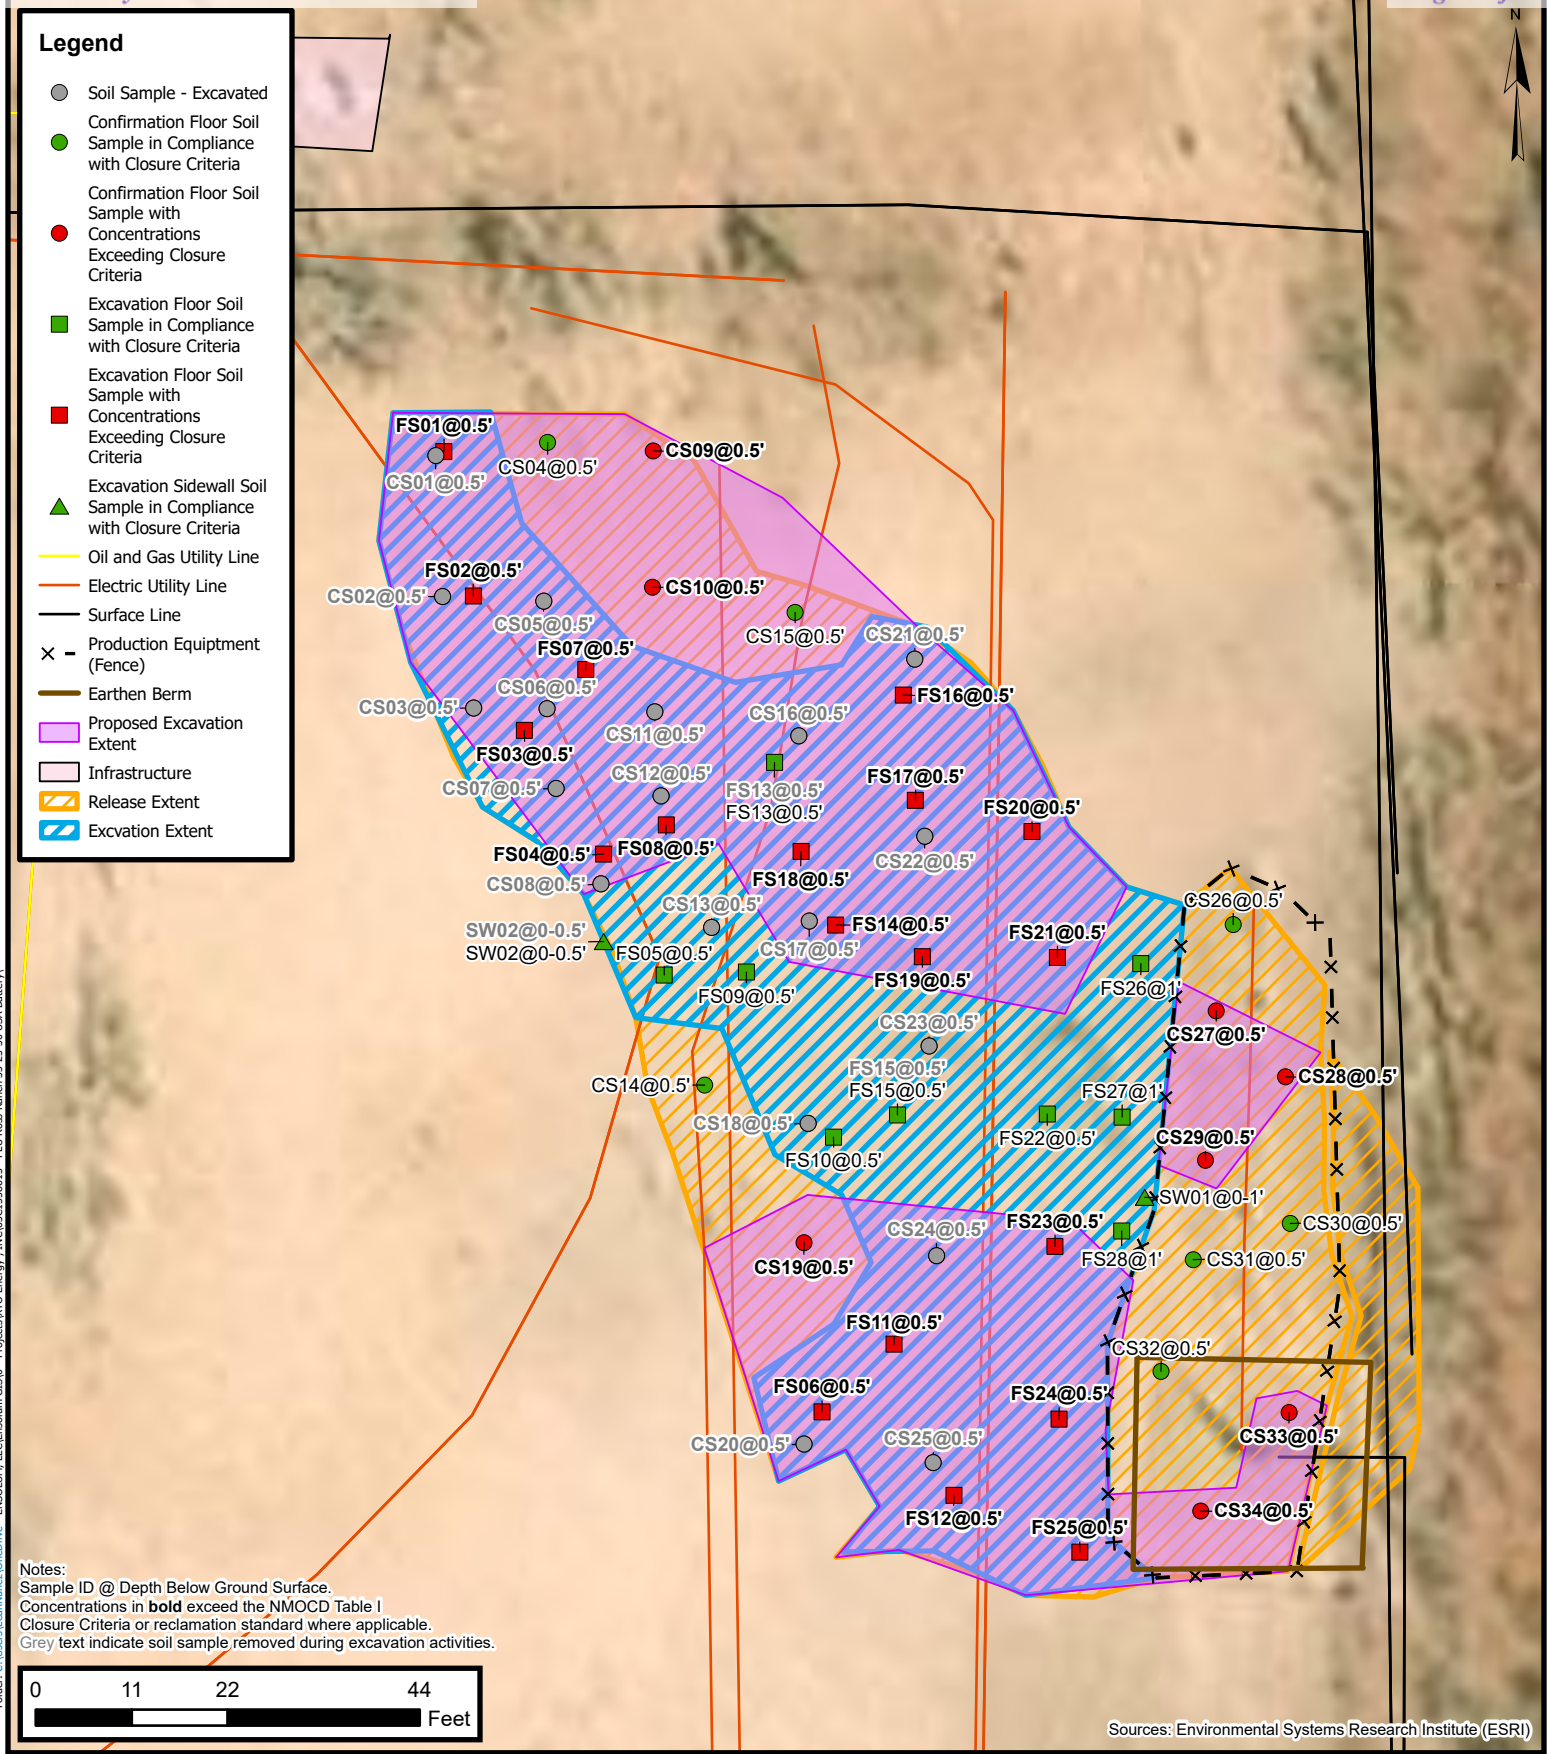 Legend
Soil Sample - Excavated
Confirmation Floor Soil
Sample in Compliance
with Closure Criteria
Confirmation Floor Soil
Sample with
Concentrations
Exceeding Closure
Criteria
Excavation Floor Soil
Sample in Compliance
with Closure Criteria
Excavation Floor Soil
Sample with
Concentrations
Exceeding Closure
Criteria
Excavation Sidewall Soil
Sample in Compliance
with Closure Criteria
Oil and Gas Utility Line
Electric Utility Line
Surface Line
Production Equiptment
(Fence)
Earthen Berm
Proposed Excavation
Extent
Infrastructure
Release Extent
Excvation Extent
N
FS01@0.5'
CS01@0.5'
CS04@0.5'
CS09@0.5'
FS02@0.5'
CS02@0.5'
CS05@0.5'
CS10@0.5'
CS15@0.5'
CS21@0.5'
FS07@0.5'
CS06@0.5'
FS16@0.5'
CS03@0.5'
CS11@0.5'
CS16@0.5'
FS03@0.5'
CS07@0.5'
CS12@0.5'
FS13@0.5'
FS13@0.5'
FS17@0.5'
FS20@0.5'
FS04@0.5'
FS08@0.5'
CS22@0.5'
FS18@0.5'
CS08@0.5'
CS13@0.5'
CS26@0.5'
SW02@0-0.5'
SW02@0-0.5'
FS05@0.5'
CS17@0.5'
FS14@0.5'
FS21@0.5'
FS19@0.5'
FS09@0.5'
FS26@1'
CS23@0.5'
CS27@0.5'
FS15@0.5'
FS15@0.5'
CS28@0.5'
CS14@0.5'
FS27@1'
CS18@0.5'
FS10@0.5'
FS22@0.5'
CS29@0.5'
SW01@0-1'
CS24@0.5'
FS23@0.5'
CS30@0.5'
CS19@0.5'
FS28@1'
CS31@0.5'
FS11@0.5'
CS32@0.5'
FS06@0.5'
FS24@0.5'
CS33@0.5'
CS20@0.5'
CS25@0.5'
FS12@0.5'
CS34@0.5'
FS25@0.5'
Notes:
Sample ID @ Depth Below Ground Surface.
Concentrations in bold exceed the NMOCD Table I
Closure Criteria or reclamation standard where applicable.
Grey text indicate soil sample removed during excavation activities.
0 11 22 44
Feet
Sources: Environmental Systems Research Institute (ESRI)